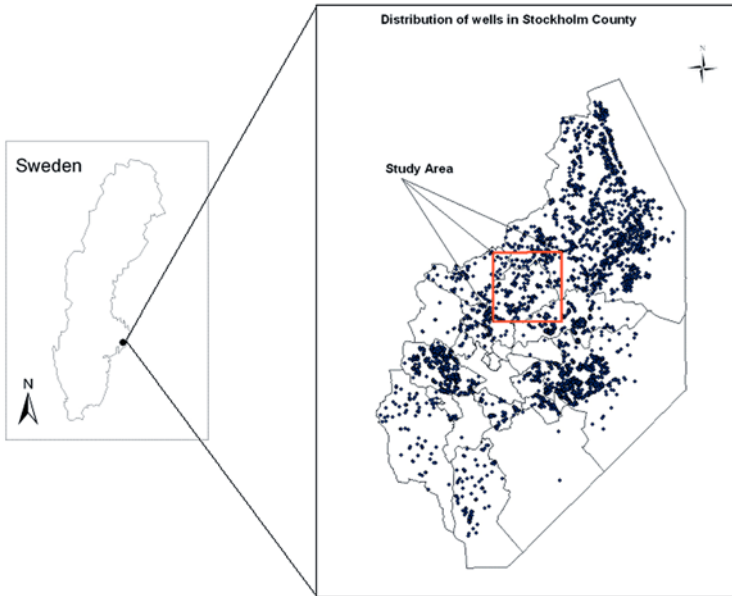 Distribution of wells in Stockholm County
N
Sweden
Study Area
N